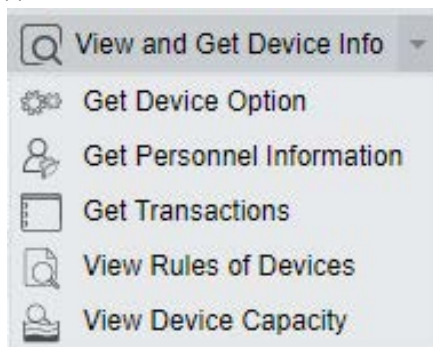 View and Get Device Info
Get Device Option
Get Personnel Information
Get Transactions
View Rules of Devices
View Device Capacity